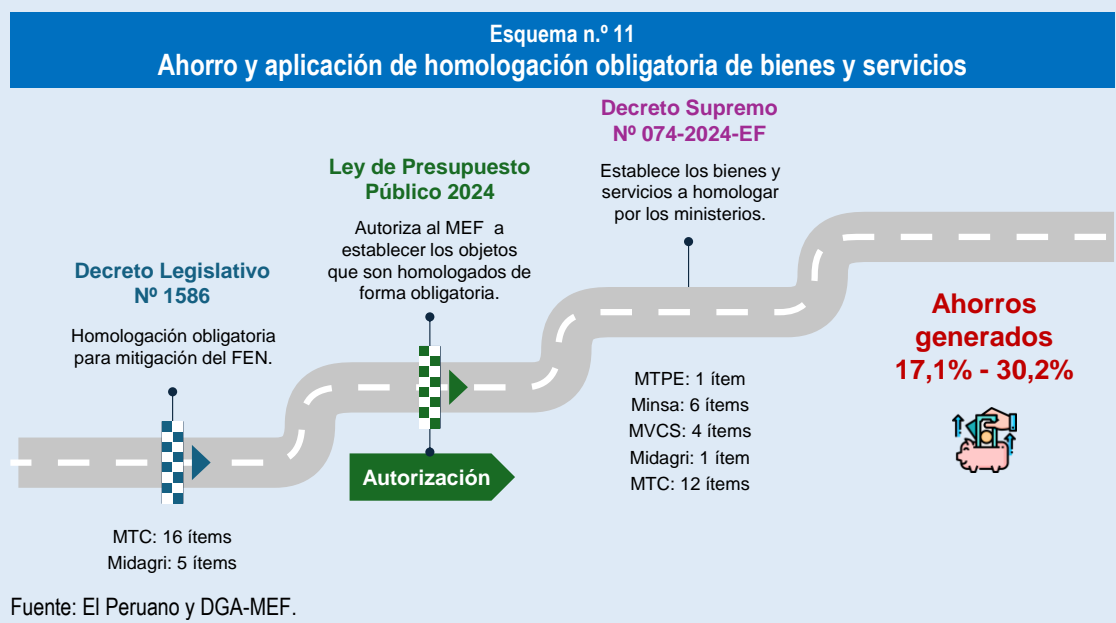 Esquema n.º 11
Ahorro y aplicación de homologación obligatoria de bienes y servicios
Decreto Legislativo
Nº 1586
Homologación obligatoria
para mitigación del FEN.
MTC: 16 ítems
Midagri: 5 ítems
Ley de Presupuesto
Público 2024
Autoriza al MEF a
establecer los objetos
que son homologados de
forma obligatoria.
Autorización
Decreto Supremo
Nº 074-2024-EF
Establece los bienes y
servicios a homologar
por los ministerios.
MTPE: 1 ítem
Minsa: 6 ítems
MVCS: 4 ítems
Midagri: 1 ítem
MTC: 12 ítems
Ahorros
generados
17,1% - 30,2%
Fuente: El Peruano y DGA-MEF.